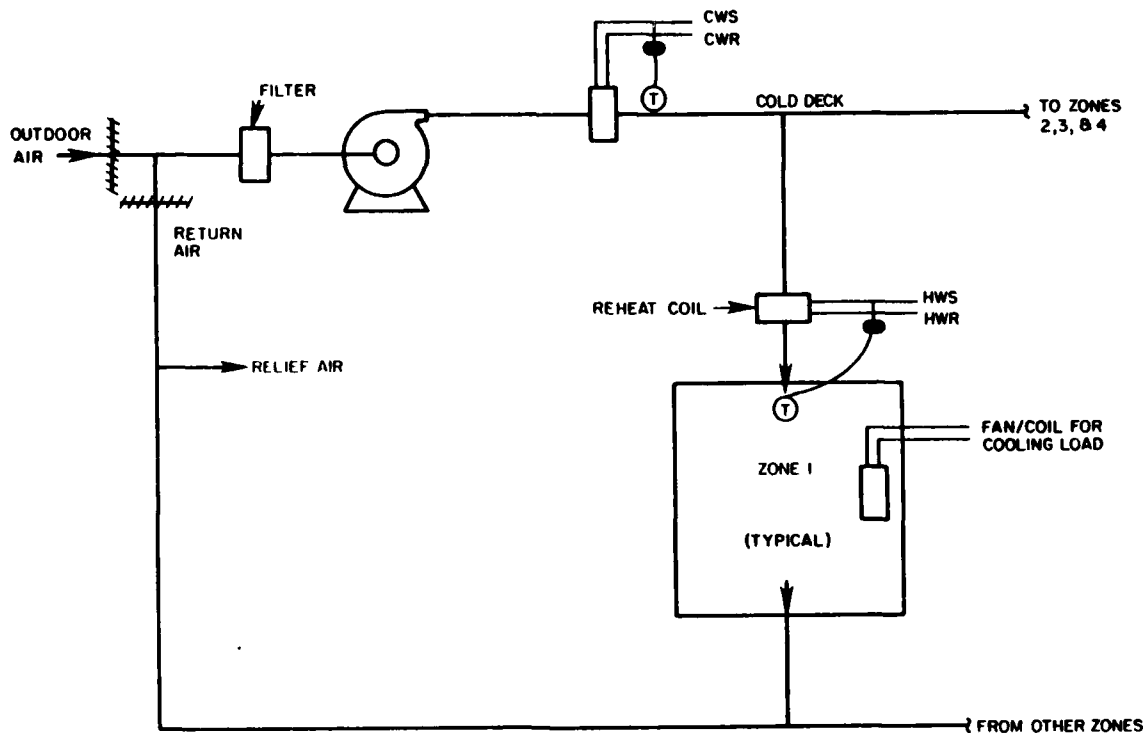 CWS
CWR
FILTER
T
COLD DECK
TO ZONES
2,3, & 4
OUTDOOR
AIR
RETURN
AIR
REHEAT COIL
HWS
HWR
RELIEF AIR
T
FAN/COIL FOR
COOLING LOAD
ZONE 1
(TYPICAL)
FROM OTHER ZONES